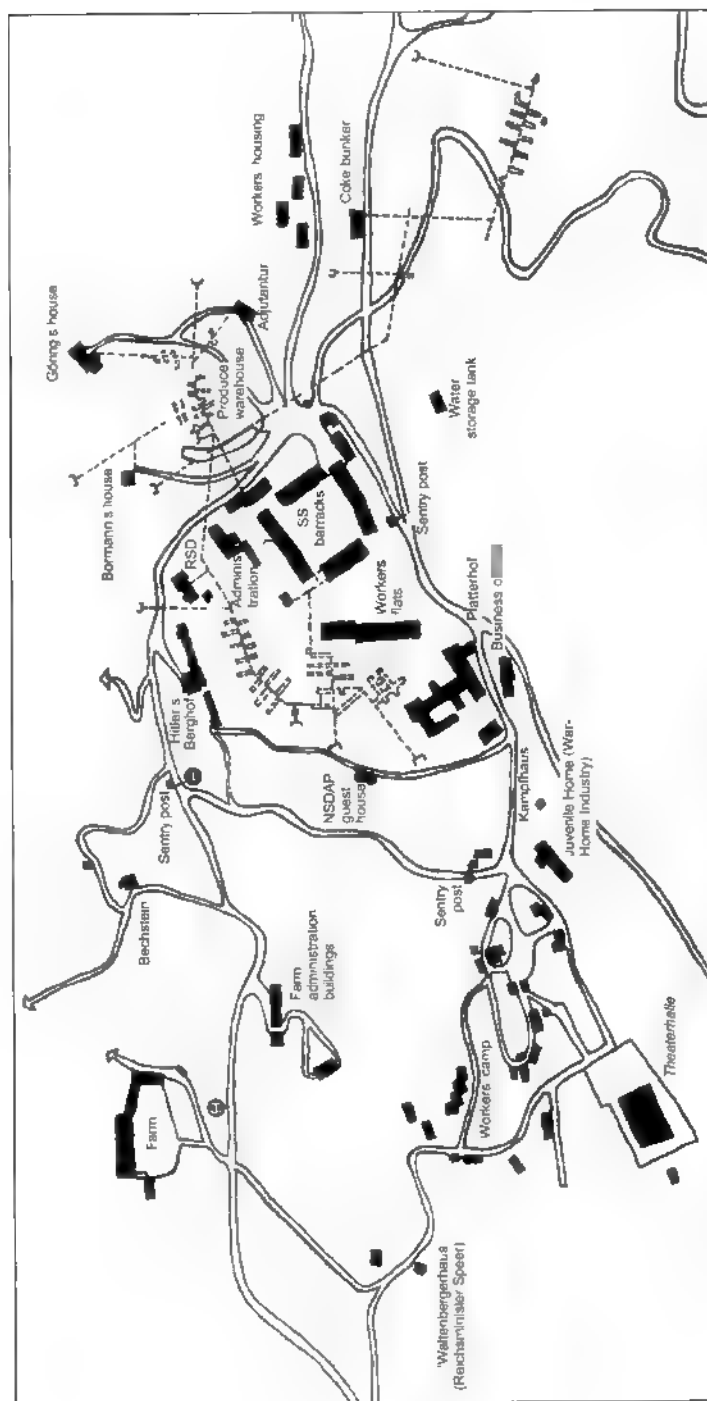 Göring s house
Workers housing
Coke bunker
Adjutantur
Produce
warehouse
Bormann s house
Water
storage tank
RSD
Adminis
tration
SS
barracks
Sentry post
Workers
flats
Platterhof
Business
Hitler s
Berghof
NSDAP
guest
house
Kampfhaus
Juvenile Home (War-
Home Industry)
Sentry post
Sentry
post
Bechstein
Farm
administration
buildings
Farm
H
Workers camp
Theaterhalle
Waltenbergerhaus
(Reichsminister Speer)